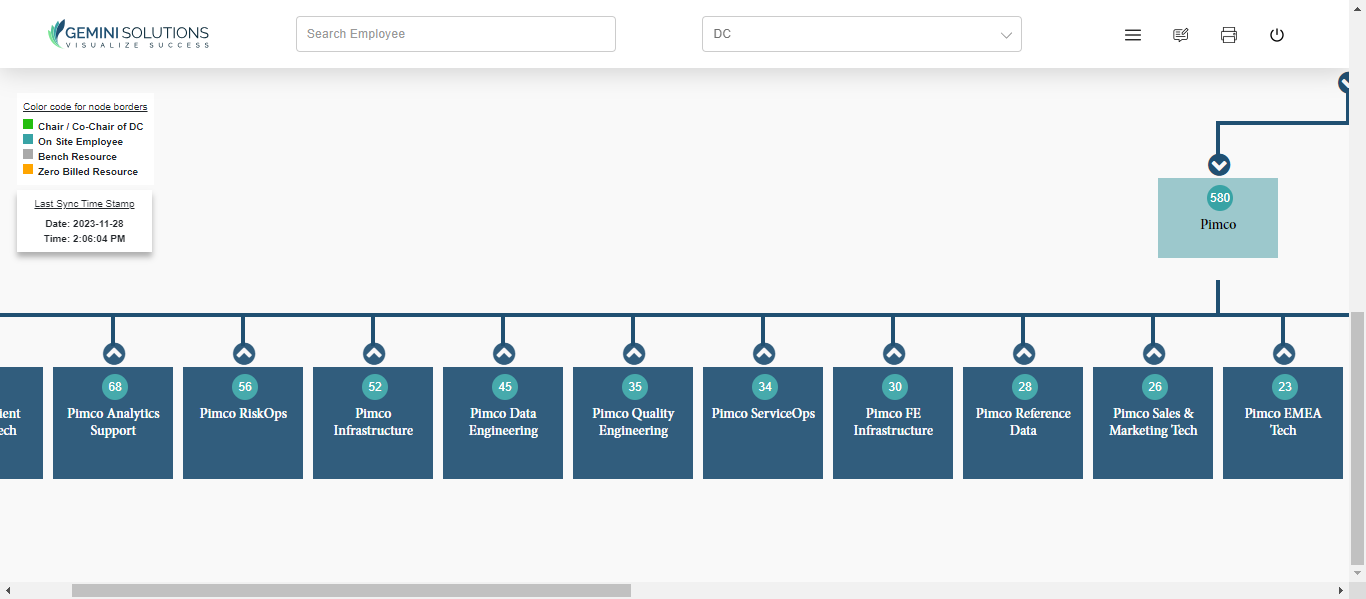 GEMINI SOLUTIONS
VISUALIZE SUCCESS
Search Employee
DC
Color code for node borders
Chair / Co-Chair of DC
On Site Employee
Bench Resource
Zero Billed Resource
Last Sync Time Stamp
Date: 2023-11-28
Time: 2:06:04 PM
580
Pimco
68
Pimco Analytics
Support
56
Pimco RiskOps
52
Pimco
Infrastructure
45
Pimco Data
Engineering
35
Pimco Quality
Engineering
34
Pimco ServiceOps
30
Pimco FE
Infrastructure
28
Pimco Reference
Data
26
Pimco Sales &
Marketing Tech
23
Pimco EMEA
Tech